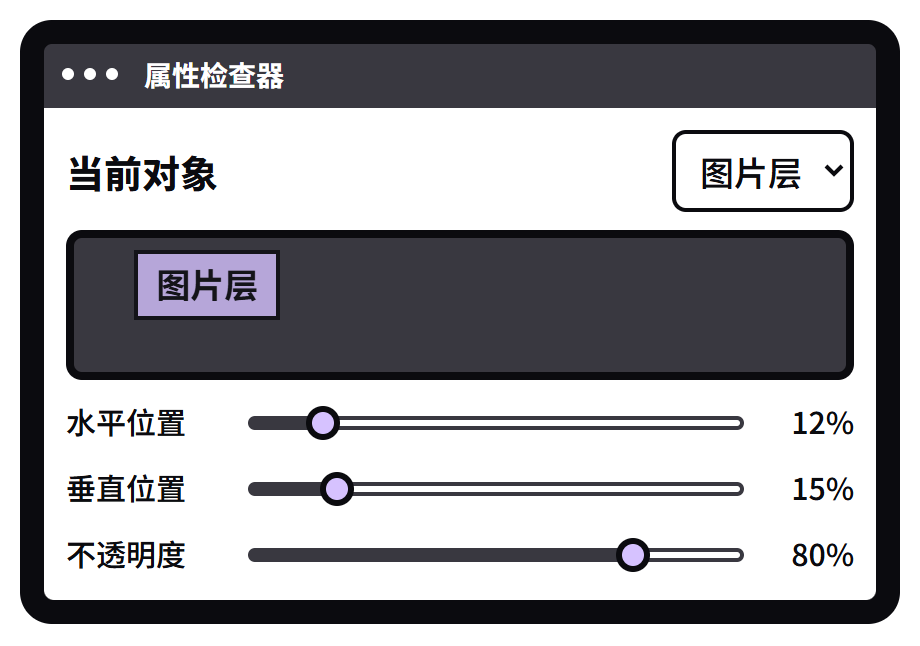 属性检查器
当前对象
图片层
图片层
水平位置 12%
垂直位置 15%
不透明度 80%